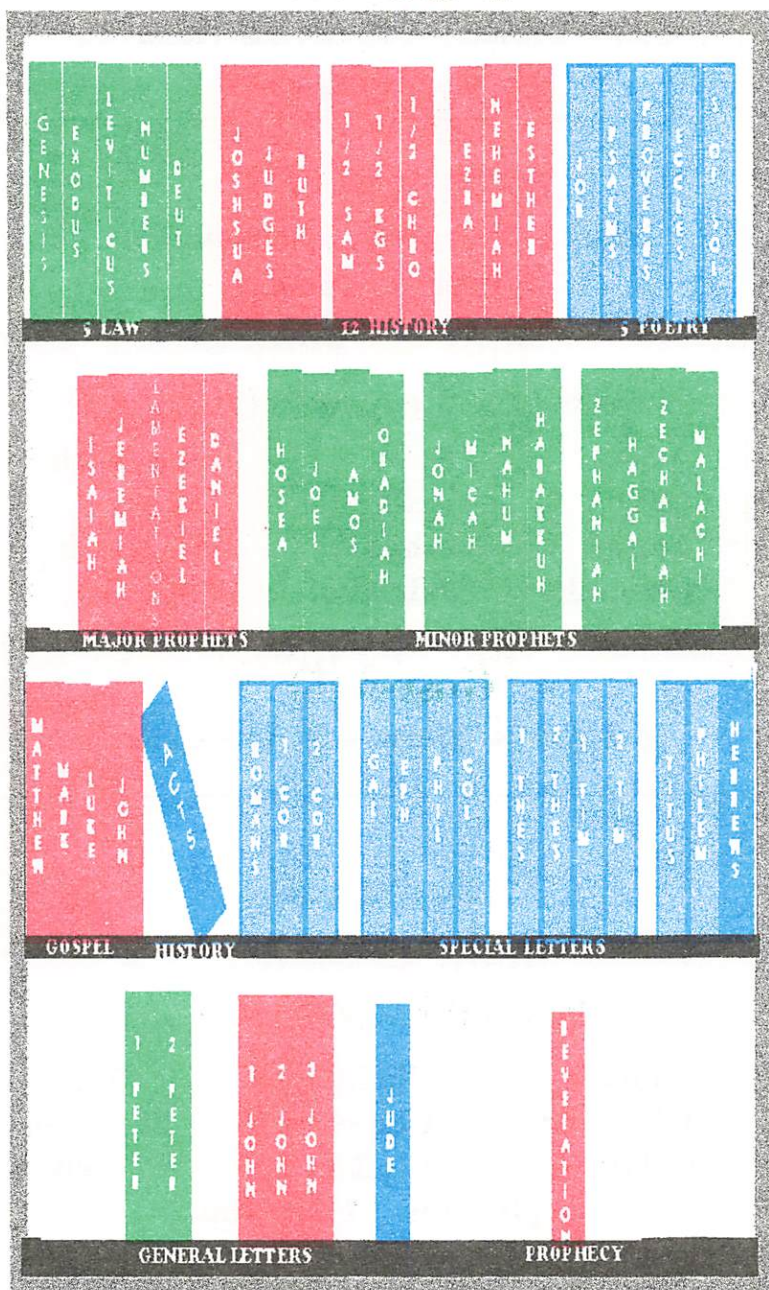 GENESIS
EXODUS
LEVITICUS
NUMBERS
DEUT
JOSHSUA
JUDGES
RUTH
1/2 SAM
1/2 KGS
1/2 CHRO
EZRA
NEHEMIAH
ESTHER
JOB
PSALMS
PROVERBS
ECCLES
S OF SOL
5 LAW
12 HISTORY
5 POETRY
ISAIAH
JEREMIAH
LAMENTATIONS
EZEKIEL
DANIEL
HOSEA
JOEL
AMOS
OBADIAH
JONAH
MICAH
NAHUM
HABAKKUH
ZEPHANIAH
HAGGAI
ZECHARIAH
MALACHI
MAJOR PROPHETS
MINOR PROPHETS
MATTHEW
MARK
LUKE
JOHN
ACTS
ROMANS
1 COR
2 COR
GAL
EPH
PHIL
COL
1 THES
2 THES
1 TIM
2 TIM
TITUS
PHILEM
HEBREWS
GOSPEL
HISTORY
SPECIAL LETTERS
1 PETER
2 PETER
1 JOHN
2 JOHN
3 JOHN
JUDE
REVELATION
GENERAL LETTERS
PROPHECY